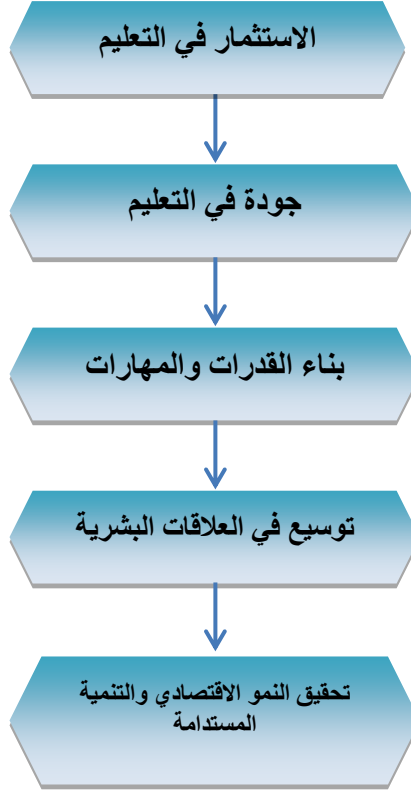 الاستثمار في التعليم
جودة في التعليم
بناء القدرات والمهارات
توسيع في العلاقات البشرية
تحقيق النمو الاقتصادي والتنمية
المستدامة